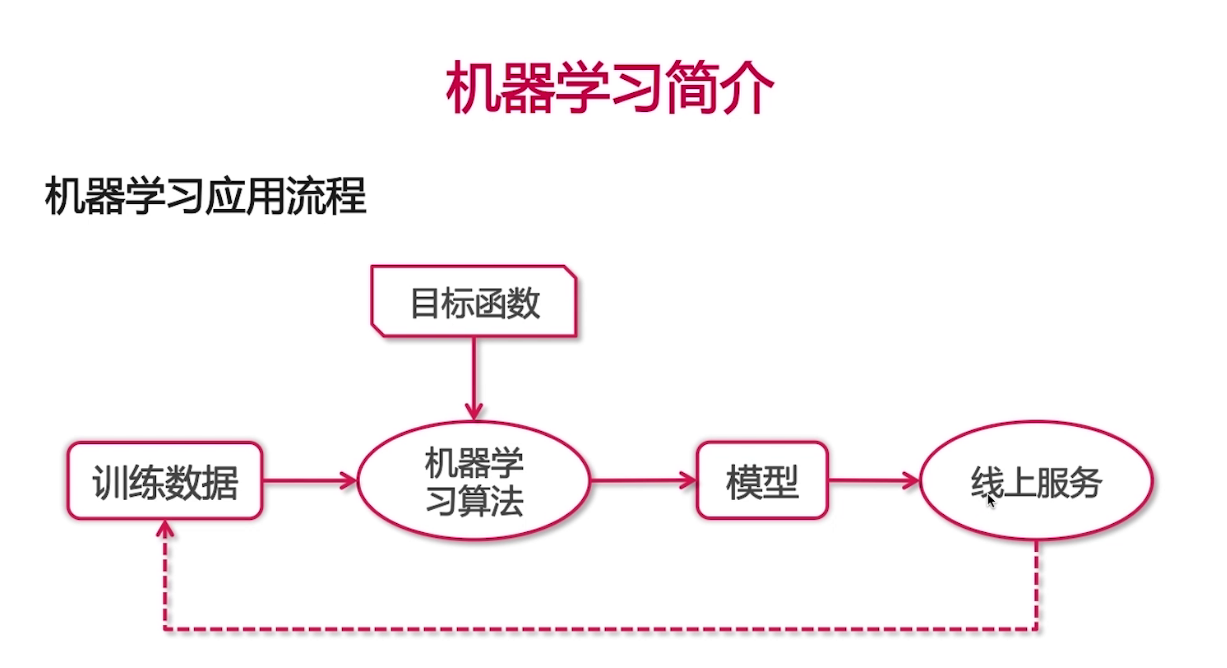 机器学习简介
机器学习应用流程
目标函数
训练数据
机器学
习算法
模型
线上服务